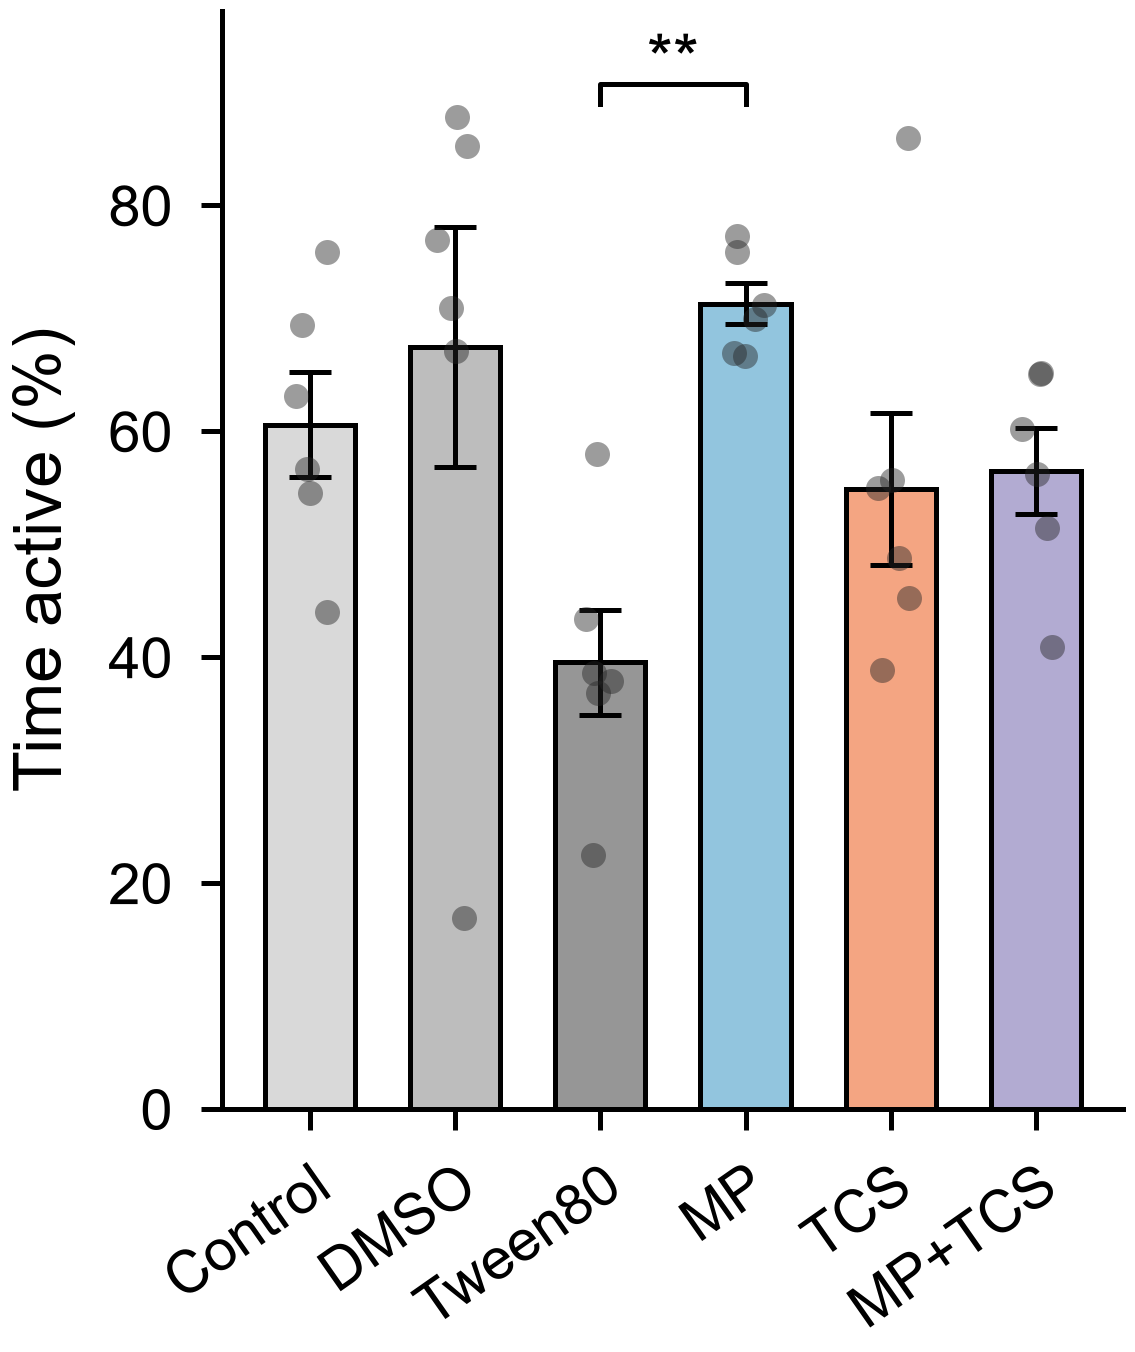 **
Time active (%)
80
60
40
20
0
Control
DMSO
Tween80
MP
TCS
MP+TCS